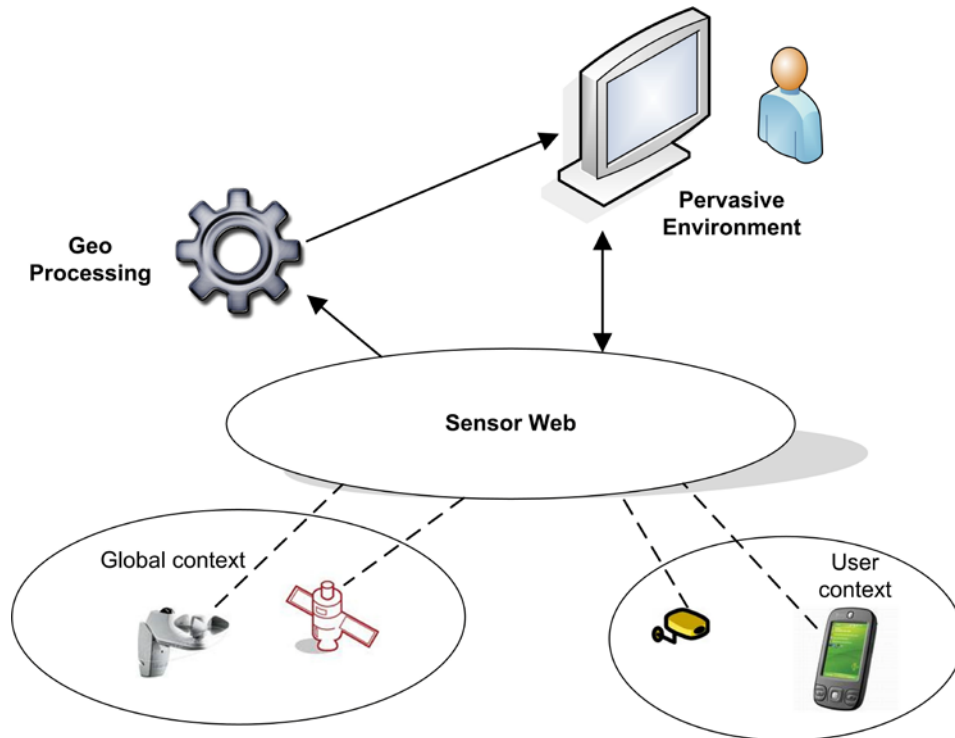 Pervasive
Environment
Geo
Processing
Sensor Web
Global context
User
context